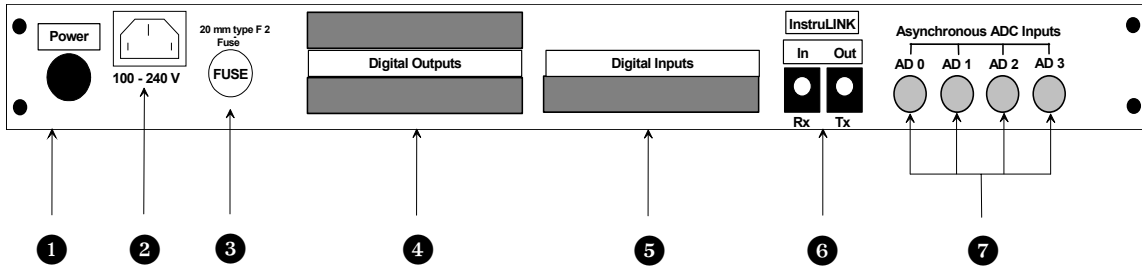 Power
100 - 240 V
20 mm type F 2
Fuse
FUSE
Digital Outputs
Digital Inputs
InstruLINK
In Out
Rx Tx
Asynchronous ADC Inputs
AD 0 AD 1 AD 2 AD 3
1 2 3 4 5 6 7